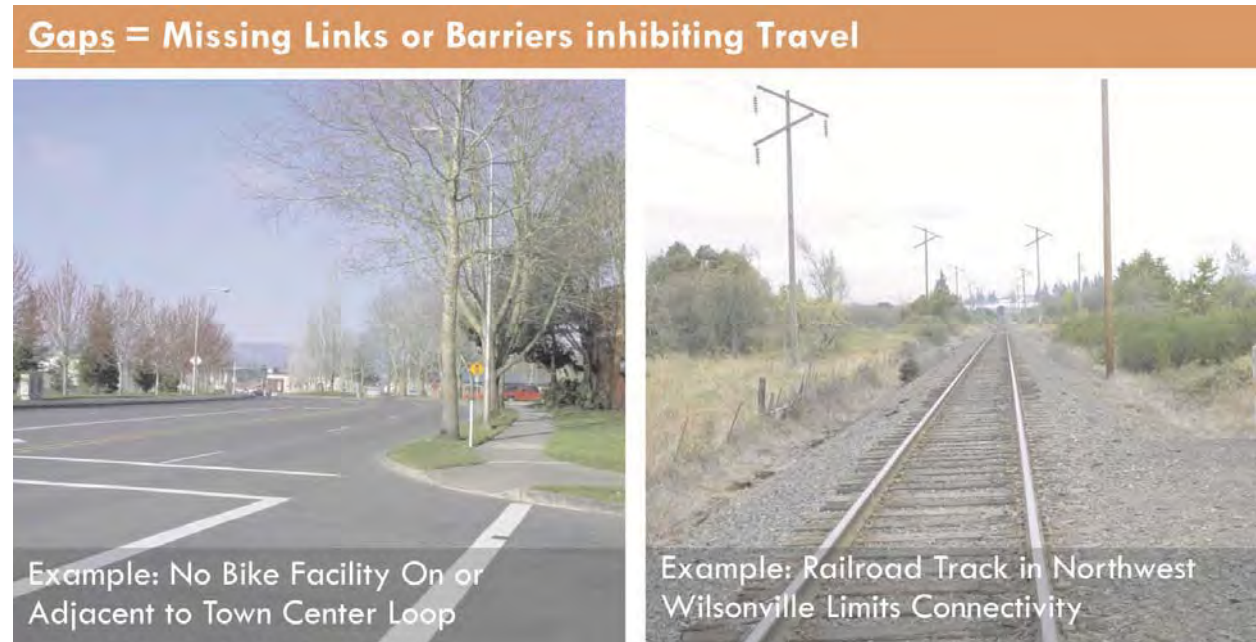 Gaps = Missing Links or Barriers inhibiting Travel
Example: No Bike Facility On or
Adjacent to Town Center Loop
Example: Railroad Track in Northwest
Wilsonville Limits Connectivity